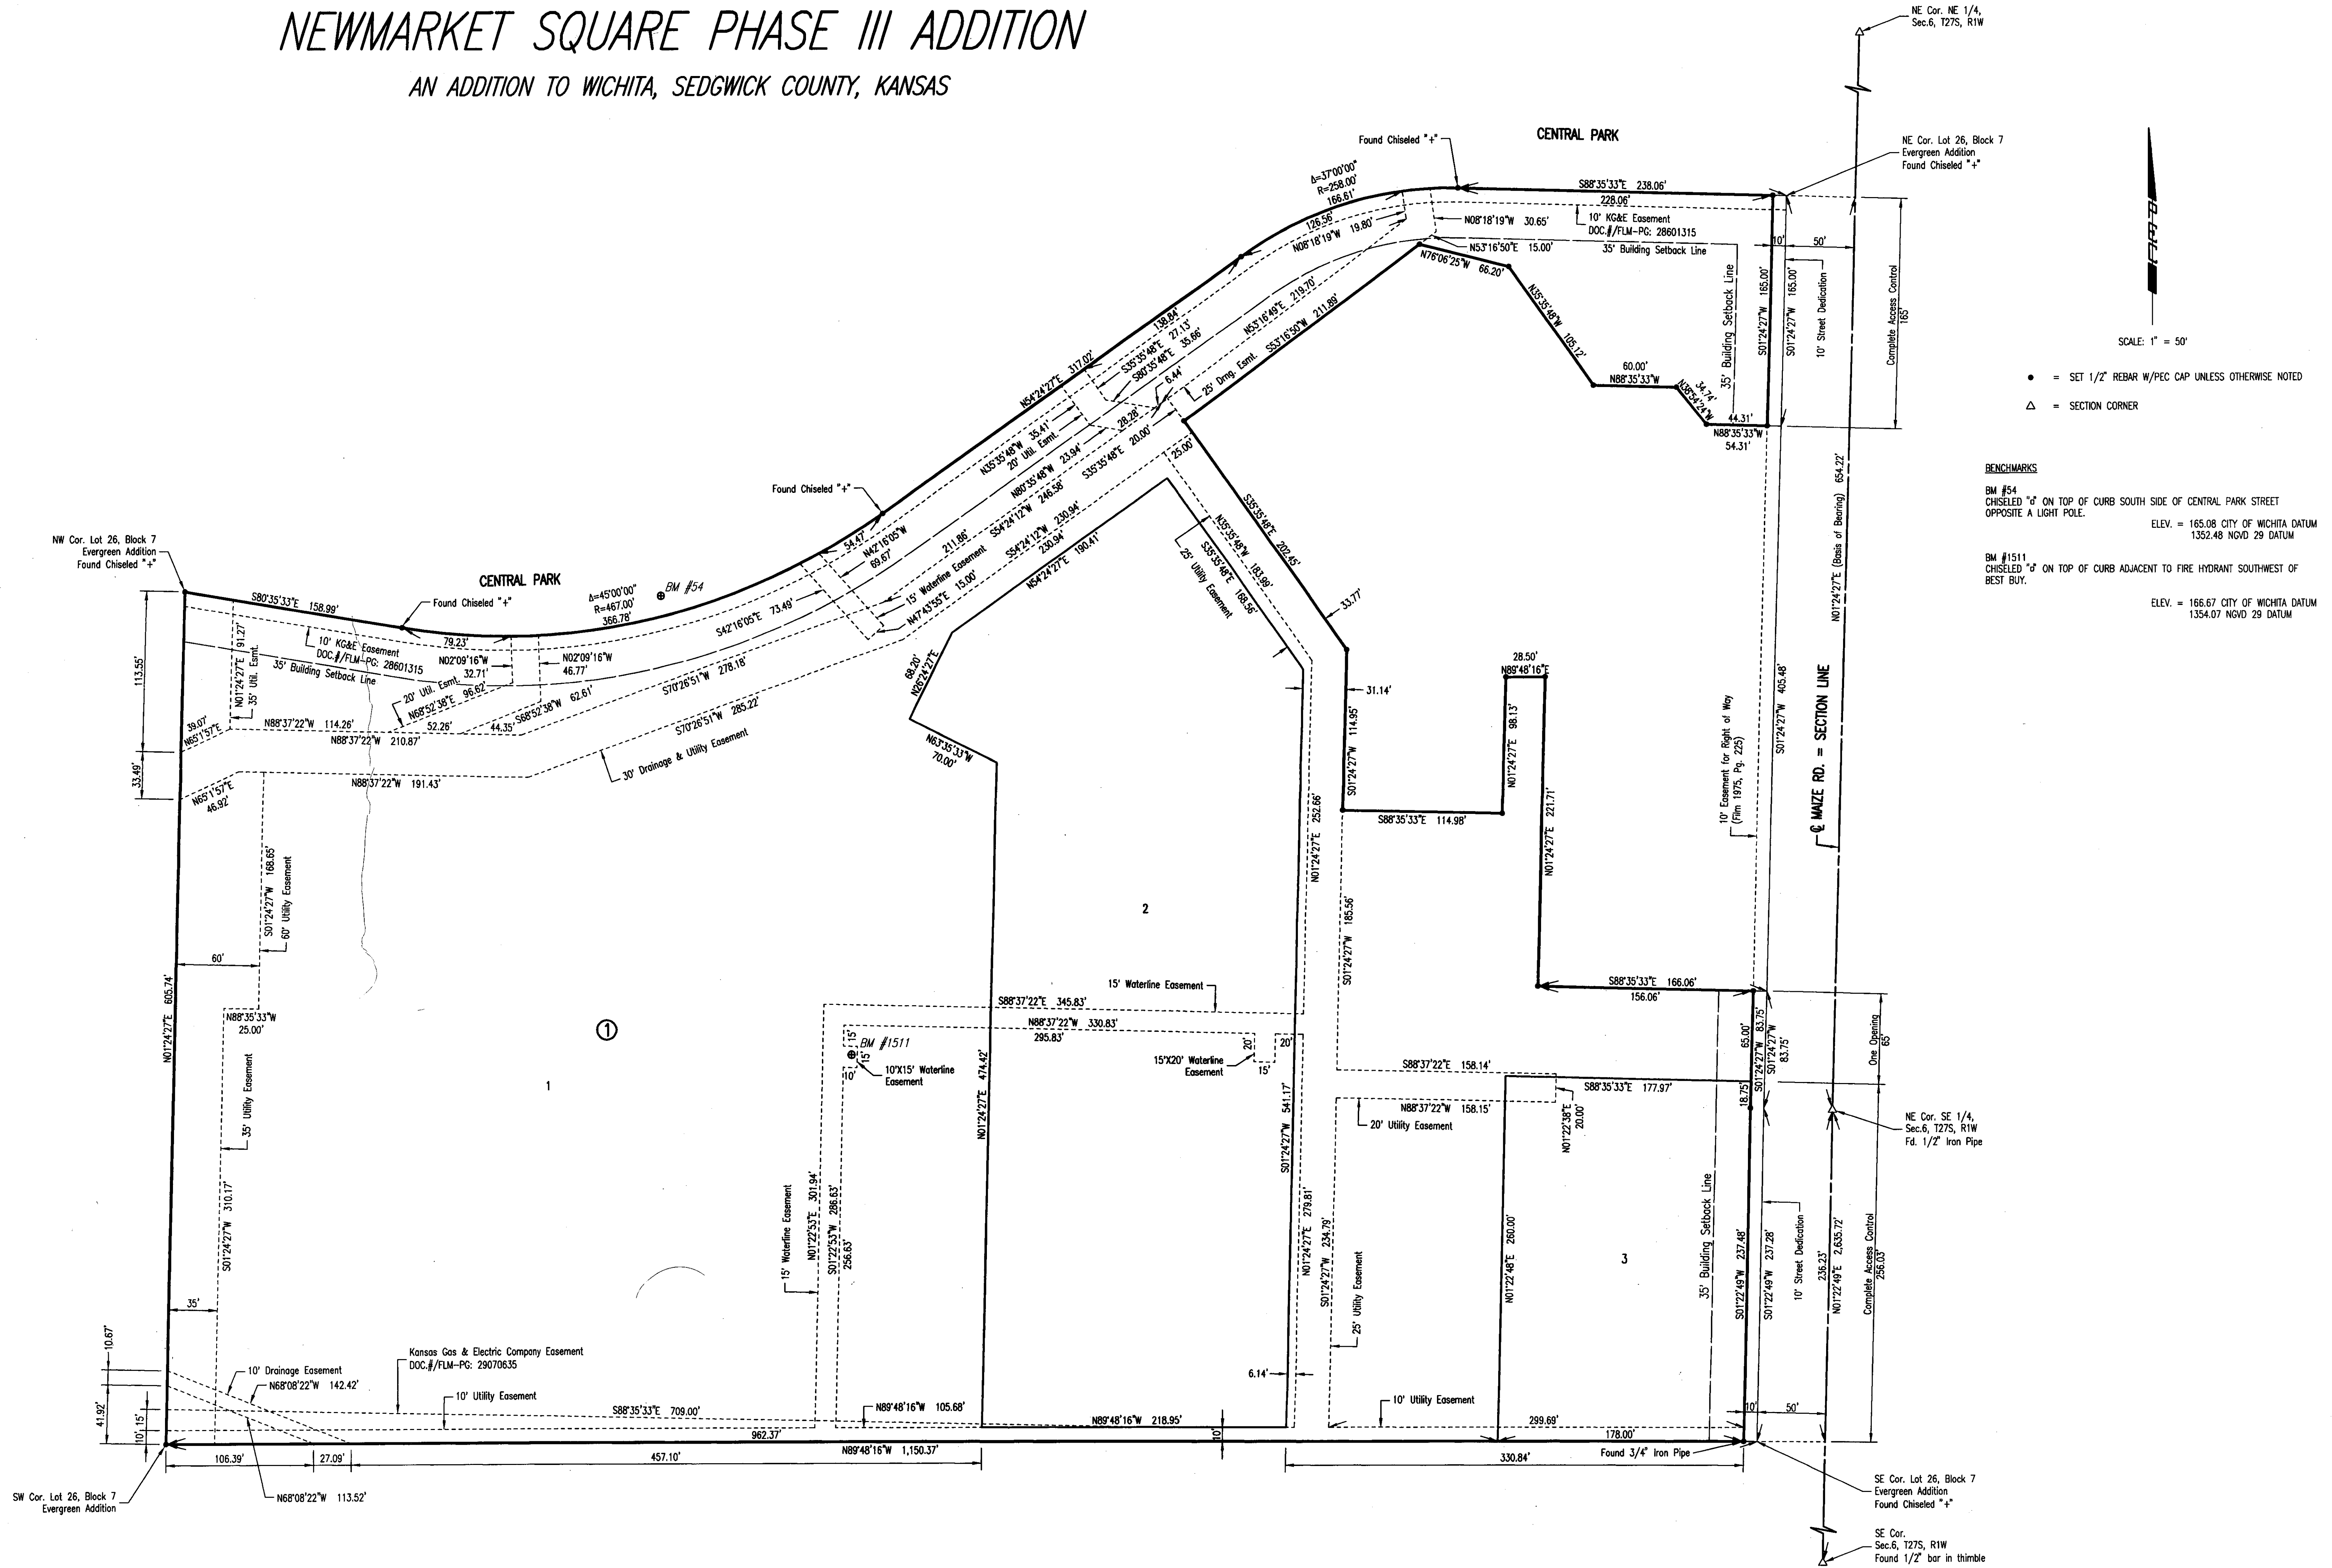 NEWMARKET SQUARE PHASE III ADDITION
AN ADDITION TO WICHITA, SEDGWICK COUNTY, KANSAS
NE Cor. NE 1/4,
Sec.6, T27S, R1W
CENTRAL PARK
Found Chiseled "+"
NE Cor. Lot 26, Block 7
Evergreen Addition
Found Chiseled "+"
Δ=37°00'00"
R=258.00'
166.61'
126.56'
S88°35'33"E 238.06'
228.06'
N08°18'19"W 19.80'
N08°18'19"W 30.65'
10' KG&E Easement
DOC.#/FLM-PG: 28601315
N53°16'50"E 15.00'
35' Building Setback Line
10'
50'
N76°06'25"W 66.20'
N35°35'48"W 105.12'
60.00'
N88°35'33"W
N38°54'24"W
34.74'
44.31'
N88°35'33"W
54.31'
35' Building Setback Line
S01°24'27"W 165.00'
S01°24'27"W 165.00'
10' Street Dedication
Complete Access Control
165'
SCALE: 1" = 50'
● = SET 1/2" REBAR W/PEC CAP UNLESS OTHERWISE NOTED
△ = SECTION CORNER
BENCHMARKS
BM #54
CHISELED "d" ON TOP OF CURB SOUTH SIDE OF CENTRAL PARK STREET
OPPOSITE A LIGHT POLE.
ELEV. = 165.08 CITY OF WICHITA DATUM
1352.48 NGVD 29 DATUM
BM #1511
CHISELED "d" ON TOP OF CURB ADJACENT TO FIRE HYDRANT SOUTHWEST OF
BEST BUY.
ELEV. = 166.67 CITY OF WICHITA DATUM
1354.07 NGVD 29 DATUM
N54°24'27"E 317.02'
138.84'
S35°35'48"E 27.13'
S80°35'48"E 35.66'
6.44'
N53°16'49"E 219.70'
25' Drng. Esmt.
S53°16'50"W 211.89'
N35°35'48"W 35.41'
20' Util. Esmt.
28.28'
N80°35'48"W 23.94'
S35°35'48"E 20.00'
25.00'
S54°24'12"W 246.58'
211.86'
15' Waterline Easement
S54°24'12"W 230.94'
230.94'
N54°24'27"E 190.41'
Found Chiseled "+"
54.47'
N42°16'05"W
69.67'
N47°43'55"E 15.00'
S42°16'05"E 73.49'
NW Cor. Lot 26, Block 7
Evergreen Addition
Found Chiseled "+"
CENTRAL PARK
S80°35'33"E 158.99'
Found Chiseled "+"
Δ=45°00'00"
R=467.00'
366.78'
BM #54
79.23'
10' KG&E Easement
DOC.#/FLM-PG: 28601315
35' Building Setback Line
N01°24'27"E 91.27'
35' Util. Esmt.
113.55'
33.49'
39.07'
N65°1'57"E
N65°1'57"E
46.92'
N02°09'16"W
32.71'
N02°09'16"W
46.77'
20' Util. Esmt.
N68°52'38"E 96.62'
S68°52'38"W 62.61'
N88°37'22"W 114.26'
52.26'
44.35'
N88°37'22"W 210.87'
N88°37'22"W 191.43'
S70°26'51"W 278.18'
S70°26'51"W 285.22'
30' Drainage & Utility Easement
68.20'
N26°24'27"E
N63°35'33"W
70.00'
N35°35'48"W 183.99'
S35°35'48"E 168.56'
25' Utility Easement
S35°35'48"E 202.45'
33.77'
31.14'
S01°24'27"W 114.95'
28.50'
N89°48'16"E
N01°24'27"E 98.13'
S88°35'33"E 114.98'
N01°24'27"E 221.71'
N01°24'27"E 252.66'
S01°24'27"W 185.56'
10' Easement for Right of Way
(Film 1975, Pg. 225)
S01°24'27"W 405.48'
N01°24'27"E (Basis of Bearing) 654.22'
℄ MAIZE RD. = SECTION LINE
S88°35'33"E 166.06'
156.06'
65.00'
18.75'
S01°24'27"W 83.75'
S01°24'27"W
83.75'
One Opening
65'
S01°24'27"W 168.65'
60' Utility Easement
60'
N01°24'27"E 605.74'
N88°35'33"W
25.00'
35' Utility Easement
S01°24'27"W 310.17'
35'
1
1
2
3
15' Waterline Easement
S88°37'22"E 345.83'
N88°37'22"W 330.83'
295.83'
15'
BM #1511
15'
10'
10'X15' Waterline
Easement
15'X20' Waterline
Easement
20'
15'
20'
N01°24'27"E 474.42'
S01°24'27"W 541.17'
S88°37'22"E 158.14'
S88°35'33"E 177.97'
N88°37'22"W 158.15'
20' Utility Easement
N01°22'38"E
20.00'
NE Cor. SE 1/4,
Sec.6, T27S, R1W
Fd. 1/2" Iron Pipe
15' Waterline Easement
N01°22'53"E 301.94'
S01°22'53"W 286.63'
256.63'
N01°24'27"E 279.81'
S01°24'27"W 234.79'
25' Utility Easement
N01°22'48"E 260.00'
35' Building Setback Line
S01°22'49"W 237.48'
S01°22'49"W 237.28'
10' Street Dedication
236.23'
N01°22'49"E 2,635.72'
Complete Access Control
256.03'
10.67'
41.92'
15'
10'
10' Drainage Easement
N68°08'22"W 142.42'
Kansas Gas & Electric Company Easement
DOC.#/FLM-PG: 29070635
10' Utility Easement
S88°35'33"E 709.00'
N89°48'16"W 105.68'
6.14'
N89°48'16"W 218.95'
10'
10' Utility Easement
299.69'
10'
50'
962.37'
N89°48'16"W 1,150.37'
178.00'
Found 3/4" Iron Pipe
106.39'
27.09'
457.10'
330.84'
N68°08'22"W 113.52'
SW Cor. Lot 26, Block 7
Evergreen Addition
SE Cor. Lot 26, Block 7
Evergreen Addition
Found Chiseled "+"
SE Cor.
Sec.6, T27S, R1W
Found 1/2" bar in thimble